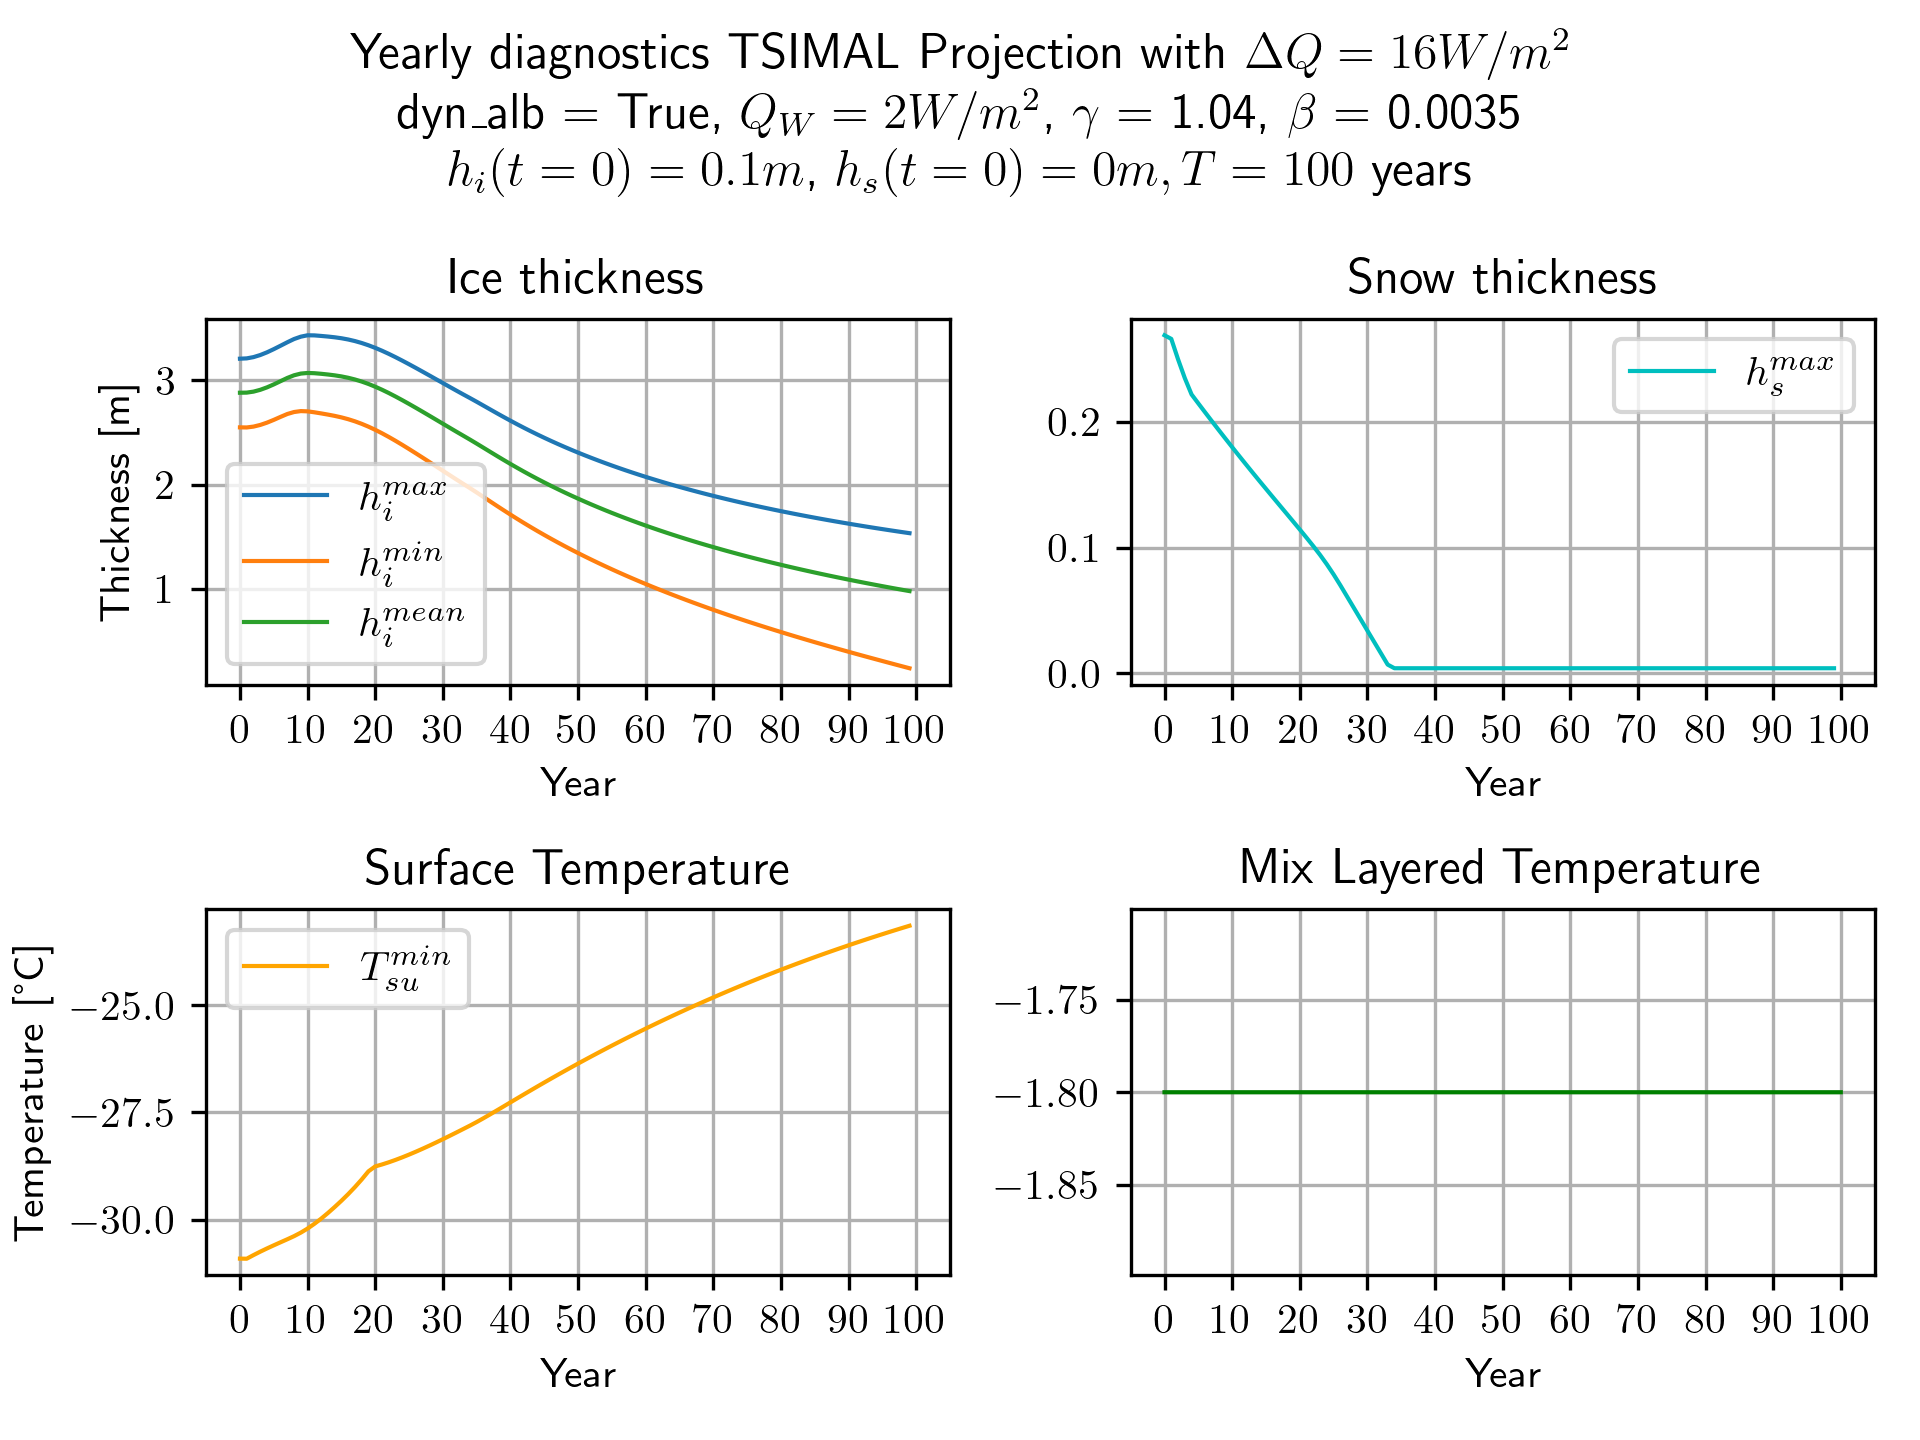 Yearly diagnostics TSIMAL Projection with ΔQ = 16W/m²
dyn_alb = True, Q_W = 2W/m², γ = 1.04, β = 0.0035
h_i(t = 0) = 0.1m, h_s(t = 0) = 0m, T = 100 years
Ice thickness
Thickness [m]
3
2
1
h_i^{max}
h_i^{min}
h_i^{mean}
0 10 20 30 40 50 60 70 80 90 100
Year
Snow thickness
0.2
0.1
0.0
h_s^{max}
0 10 20 30 40 50 60 70 80 90 100
Year
Surface Temperature
Temperature [°C]
−25.0
−27.5
−30.0
T_{su}^{min}
0 10 20 30 40 50 60 70 80 90 100
Year
Mix Layered Temperature
−1.75
−1.80
−1.85
0 10 20 30 40 50 60 70 80 90 100
Year